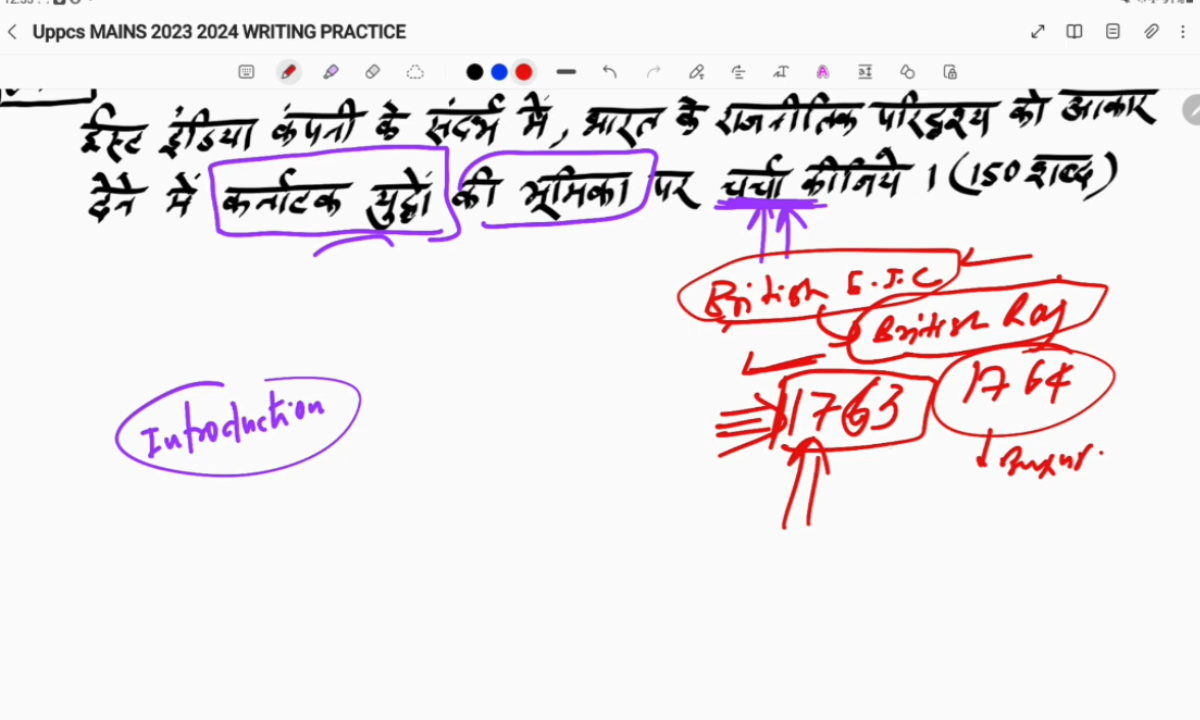 Uppcs MAINS 2023 2024 WRITING PRACTICE
ईस्ट इंडिया कंपनी के संदर्भ में, भारत के राजनीतिक परिदृश्य को आकार
देने में कर्नाटक युद्धों की भूमिका पर चर्चा कीजिये । (150 शब्द)
British E.I.C
British Raj
1763 1764
Introduction